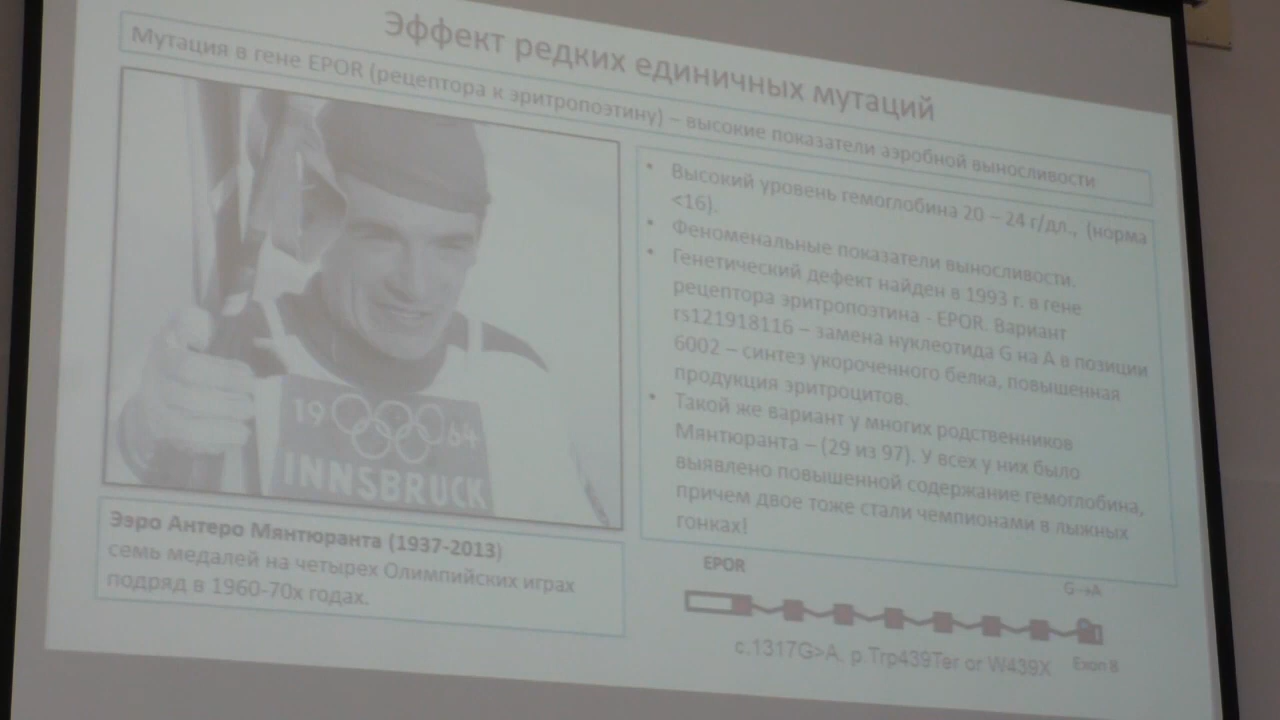 Эффект редких единичных мутаций
Мутация в гене EPOR (рецептора к эритропоэтину) – высокие показатели аэробной выносливости
1964
INNSBRUCK
Ээро Антеро Мянтюранта (1937-2013)
семь медалей на четырех Олимпийских играх
подряд в 1960-70х годах.
• Высокий уровень гемоглобина 20 – 24 г/дл., (норма
<16).
• Феноменальные показатели выносливости.
• Генетический дефект найден в 1993 г. в гене
рецептора эритропоэтина - EPOR. Вариант
rs121918116 – замена нуклеотида G на A в позиции
6002 – синтез укороченного белка, повышенная
продукция эритроцитов.
• Такой же вариант у многих родственников
Мянтюранта – (29 из 97). У всех у них было
выявлено повышенной содержание гемоглобина,
причем двое тоже стали чемпионами в лыжных
гонках!
EPOR
G→A
c.1317G>A, p.Trp439Ter or W439X
Exon 8